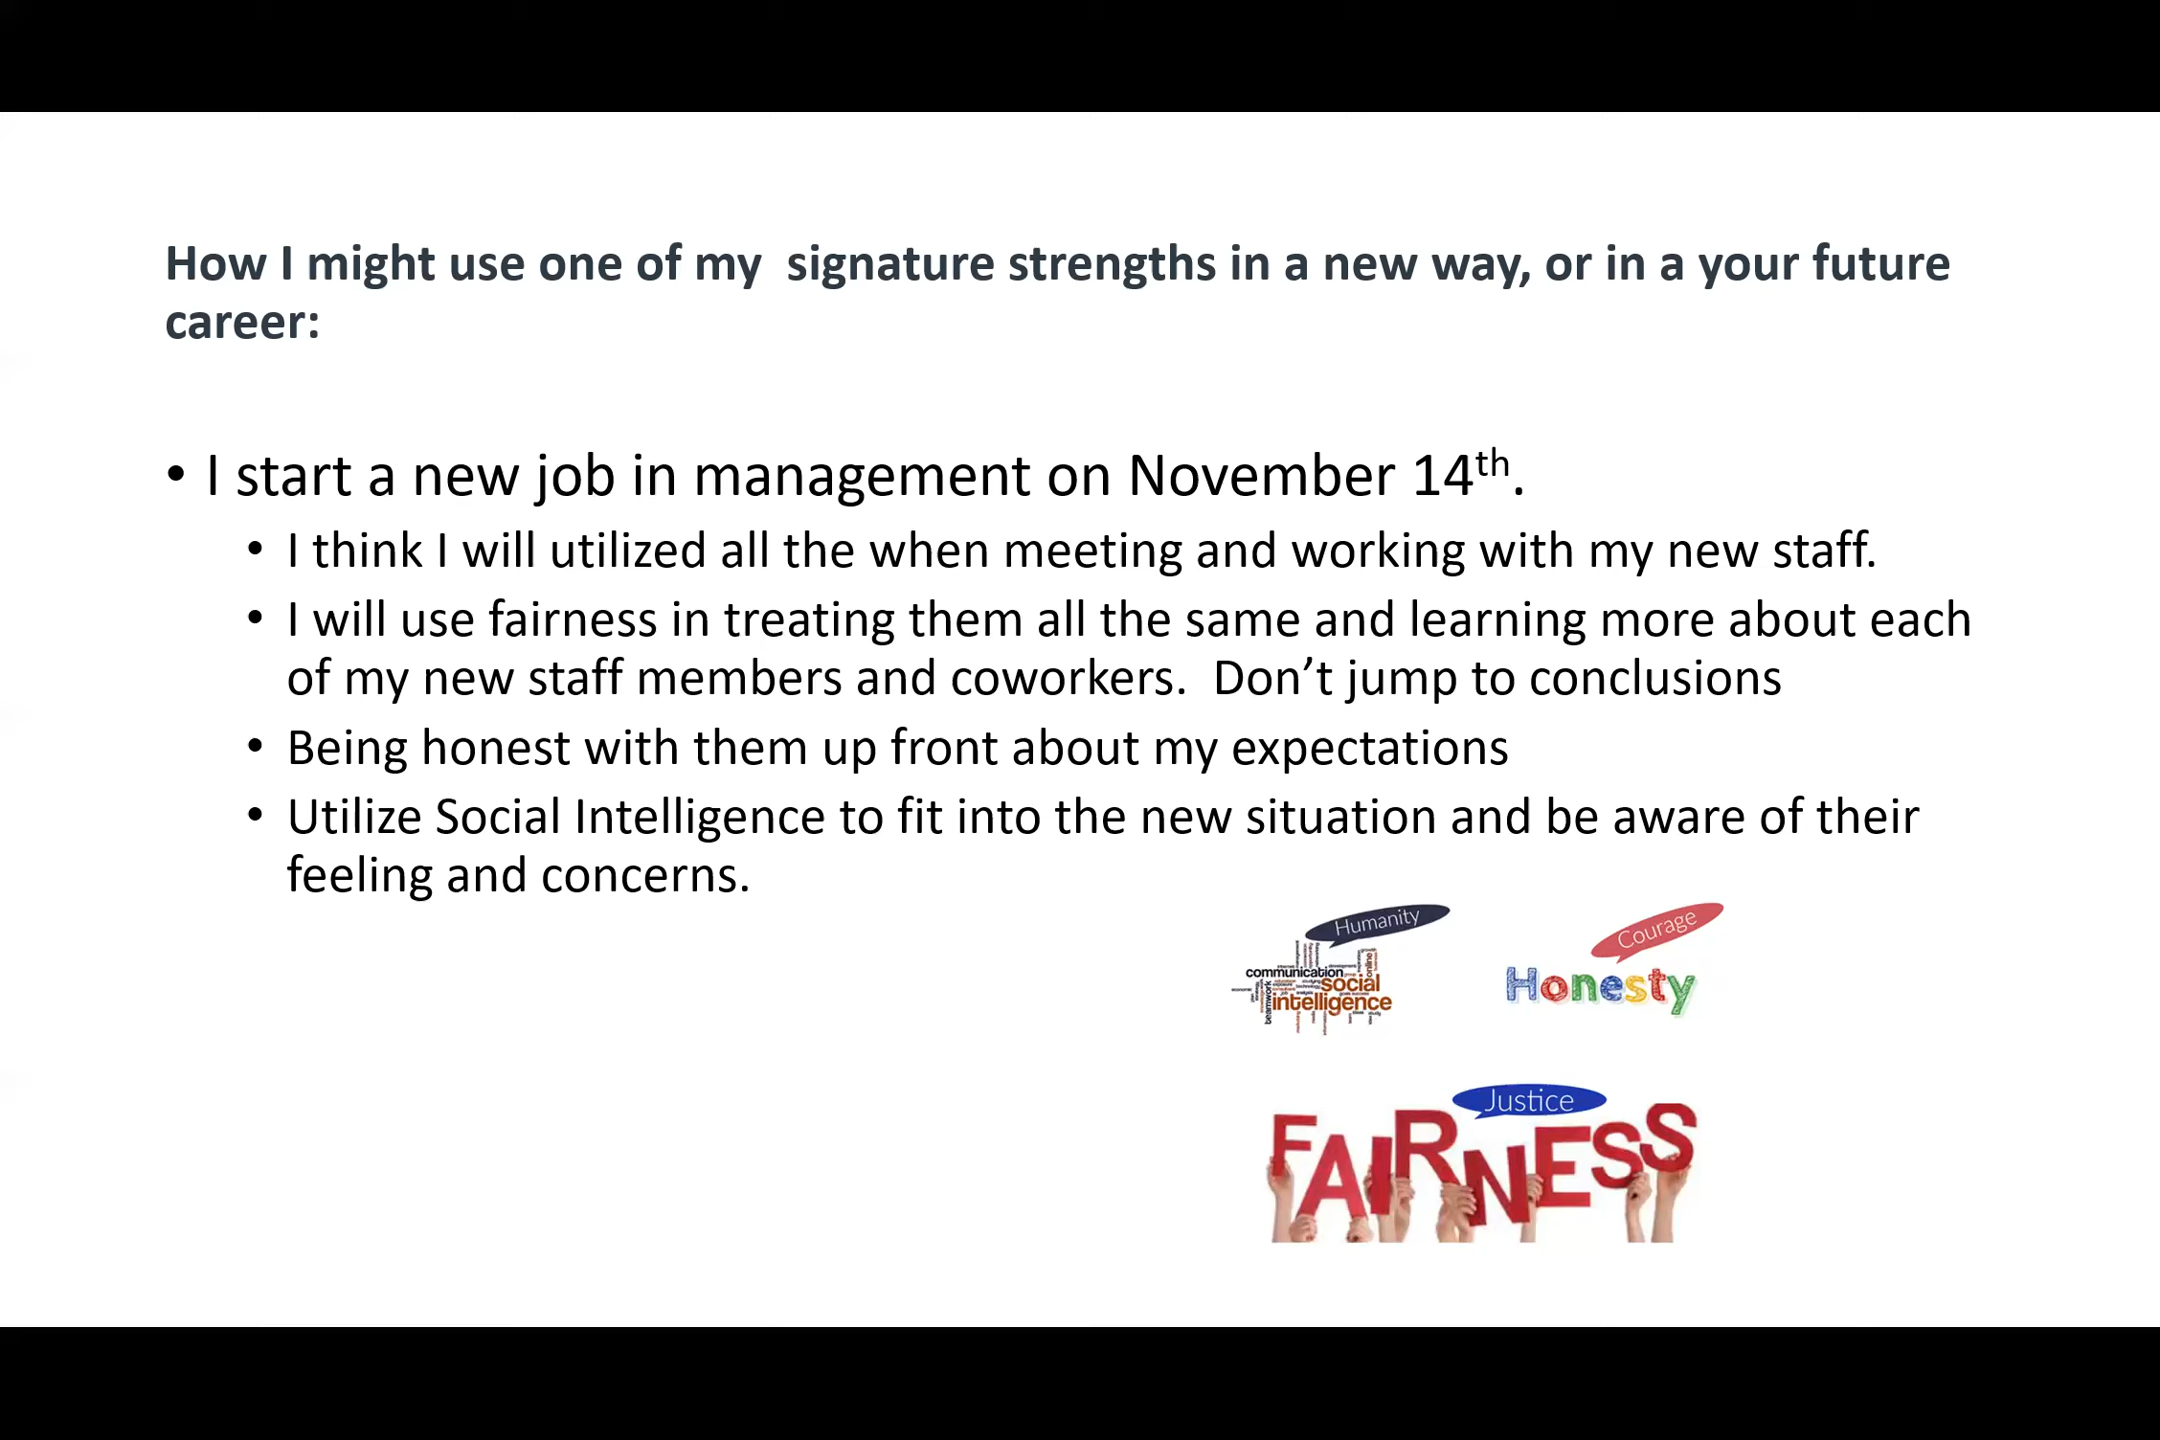 How I might use one of my  signature strengths in a new way, or in a your future
career:
• I start a new job in management on November 14th.
• I think I will utilized all the when meeting and working with my new staff.
• I will use fairness in treating them all the same and learning more about each
of my new staff members and coworkers.  Don’t jump to conclusions
• Being honest with them up front about my expectations
• Utilize Social Intelligence to fit into the new situation and be aware of their
feeling and concerns.
Humanity
communication
social
intelligence
teamwork
online
Courage
Honesty
Justice
FAIRNESS